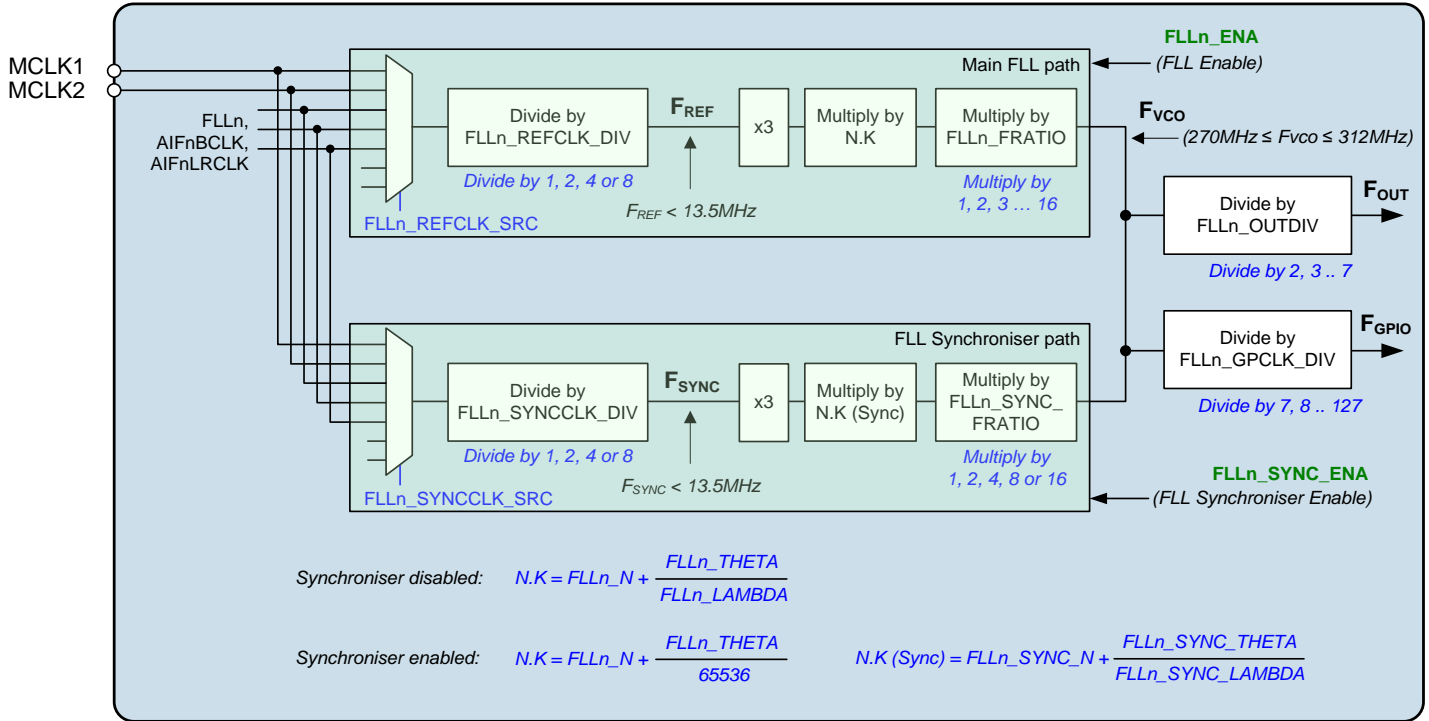 MCLK1
MCLK2
FLLn,
AIFnBCLK,
AIFnLRCLK
Main FLL path
Divide by
FLLn_REFCLK_DIV
Divide by 1, 2, 4 or 8
FREF
FREF < 13.5MHz
x3
Multiply by
N.K
Multiply by
FLLn_FRATIO
Multiply by
1, 2, 3 … 16
FLLn_REFCLK_SRC
FLLn_ENA
(FLL Enable)
FVCO
(270MHz ≤ Fvco ≤ 312MHz)
Divide by
FLLn_OUTDIV
Divide by 2, 3 .. 7
FOUT
FLL Synchroniser path
Divide by
FLLn_SYNCCLK_DIV
Divide by 1, 2, 4 or 8
FSYNC
FSYNC < 13.5MHz
x3
Multiply by
N.K (Sync)
Multiply by
FLLn_SYNC_
FRATIO
Multiply by
1, 2, 4, 8 or 16
FLLn_SYNCCLK_SRC
Divide by
FLLn_GPCLK_DIV
Divide by 7, 8 .. 127
FGPIO
FLLn_SYNC_ENA
(FLL Synchroniser Enable)
Synchroniser disabled: N.K = FLLn_N + FLLn_THETA
FLLn_LAMBDA
Synchroniser enabled: N.K = FLLn_N + FLLn_THETA
65536
N.K (Sync) = FLLn_SYNC_N + FLLn_SYNC_THETA
FLLn_SYNC_LAMBDA